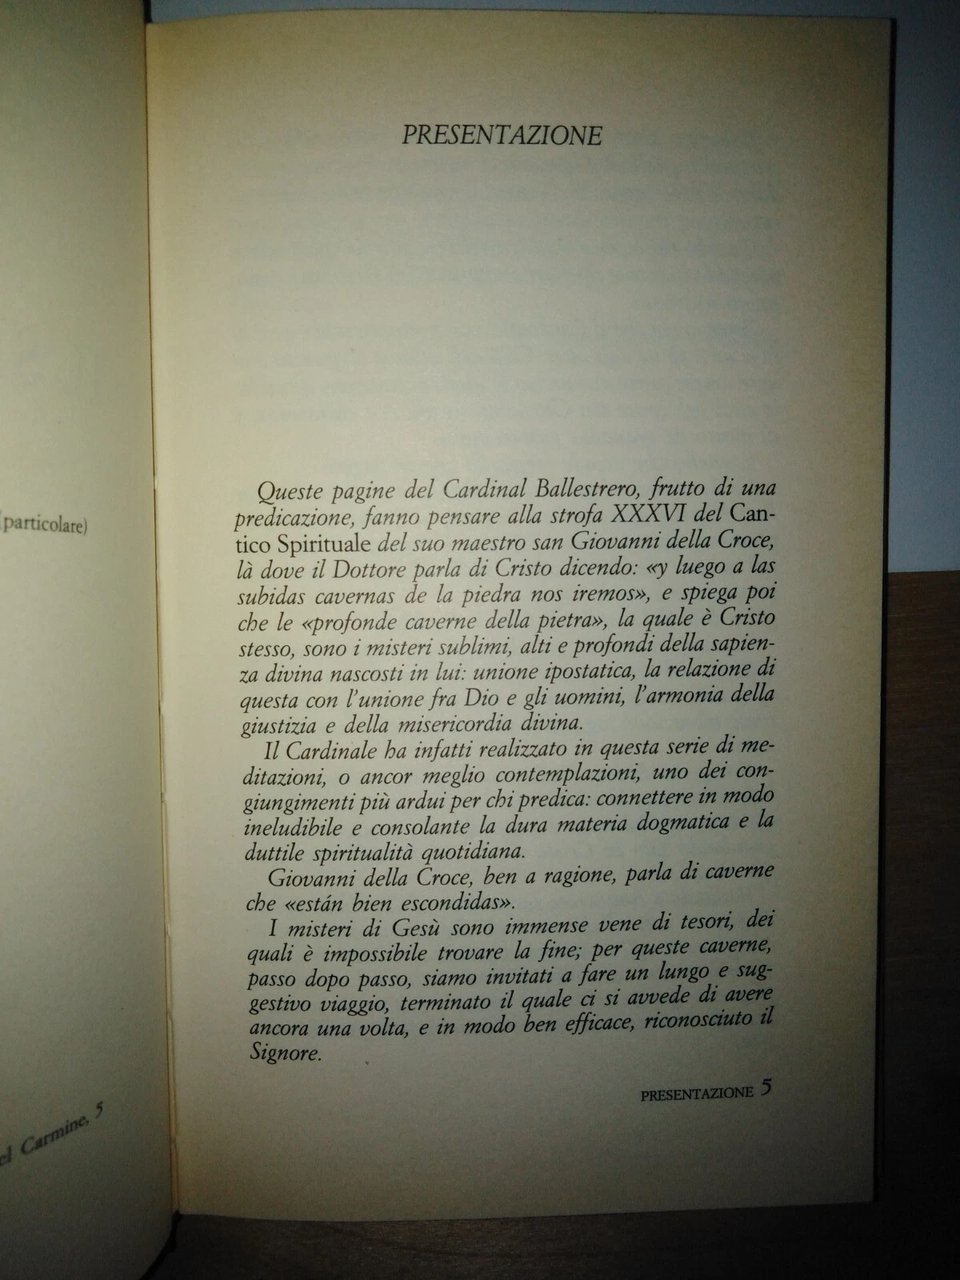 (particolare)
el Carmine, 5
PRESENTAZIONE
Queste pagine del Cardinal Ballestrero, frutto di una
predicazione, fanno pensare alla strofa XXXVI del Can-
tico Spirituale del suo maestro san Giovanni della Croce,
là dove il Dottore parla di Cristo dicendo: «y luego a las
subidas cavernas de la piedra nos iremos», e spiega poi
che le «profonde caverne della pietra», la quale è Cristo
stesso, sono i misteri sublimi, alti e profondi della sapien-
za divina nascosti in lui: unione ipostatica, la relazione di
questa con l'unione fra Dio e gli uomini, l'armonia della
giustizia e della misericordia divina.
Il Cardinale ha infatti realizzato in questa serie di me-
ditazioni, o ancor meglio contemplazioni, uno dei con-
giungimenti più ardui per chi predica: connettere in modo
ineludibile e consolante la dura materia dogmatica e la
duttile spiritualità quotidiana.
Giovanni della Croce, ben a ragione, parla di caverne
che «están bien escondidas».
I misteri di Gesù sono immense vene di tesori, dei
quali è impossibile trovare la fine; per queste caverne,
passo dopo passo, siamo invitati a fare un lungo e sug-
gestivo viaggio, terminato il quale ci si avvede di avere
ancora una volta, e in modo ben efficace, riconosciuto il
Signore.
PRESENTAZIONE 5